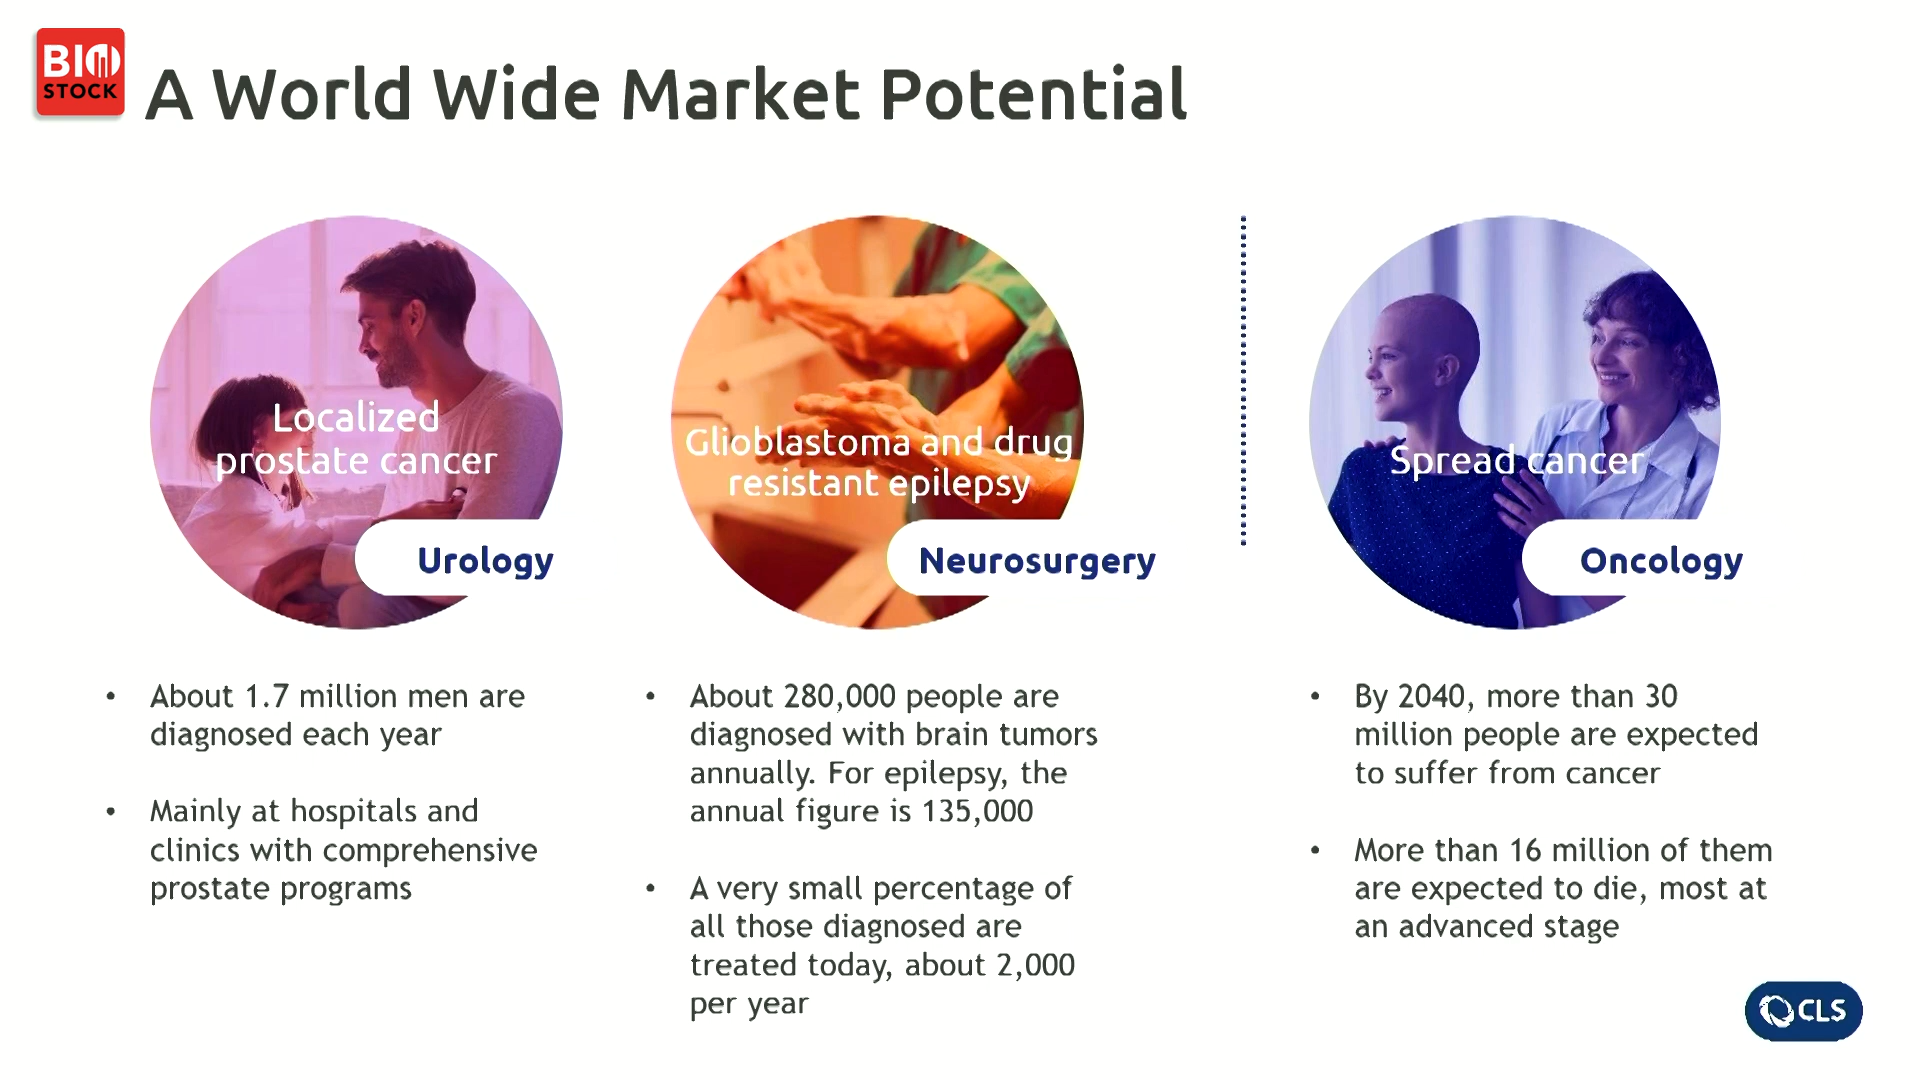 BIO
STOCK
A World Wide Market Potential
Localized
prostate cancer
Urology
• About 1.7 million men are
diagnosed each year
• Mainly at hospitals and
clinics with comprehensive
prostate programs
Glioblastoma and drug
resistant epilepsy
Neurosurgery
• About 280,000 people are
diagnosed with brain tumors
annually. For epilepsy, the
annual figure is 135,000
• A very small percentage of
all those diagnosed are
treated today, about 2,000
per year
Spread cancer
Oncology
• By 2040, more than 30
million people are expected
to suffer from cancer
• More than 16 million of them
are expected to die, most at
an advanced stage
CLS